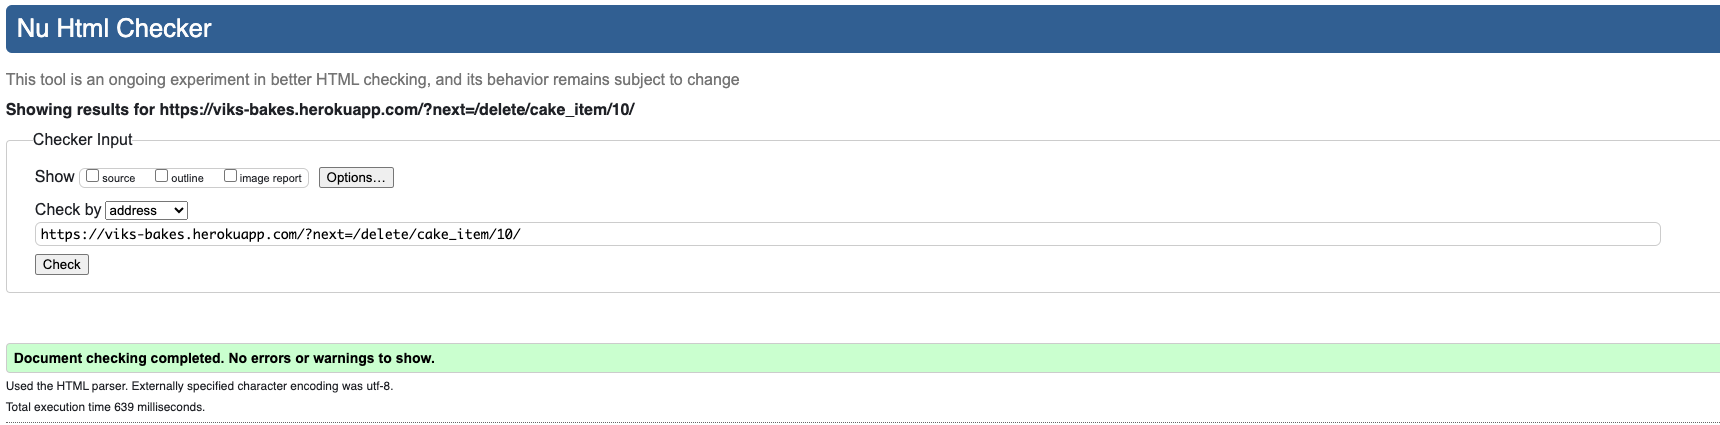 Nu Html Checker
This tool is an ongoing experiment in better HTML checking, and its behavior remains subject to change
Showing results for https://viks-bakes.herokuapp.com/?next=/delete/cake_item/10/
Checker Input
Show source outline image report Options...
Check by address
https://viks-bakes.herokuapp.com/?next=/delete/cake_item/10/
Check
Document checking completed. No errors or warnings to show.
Used the HTML parser. Externally specified character encoding was utf-8.
Total execution time 639 milliseconds.